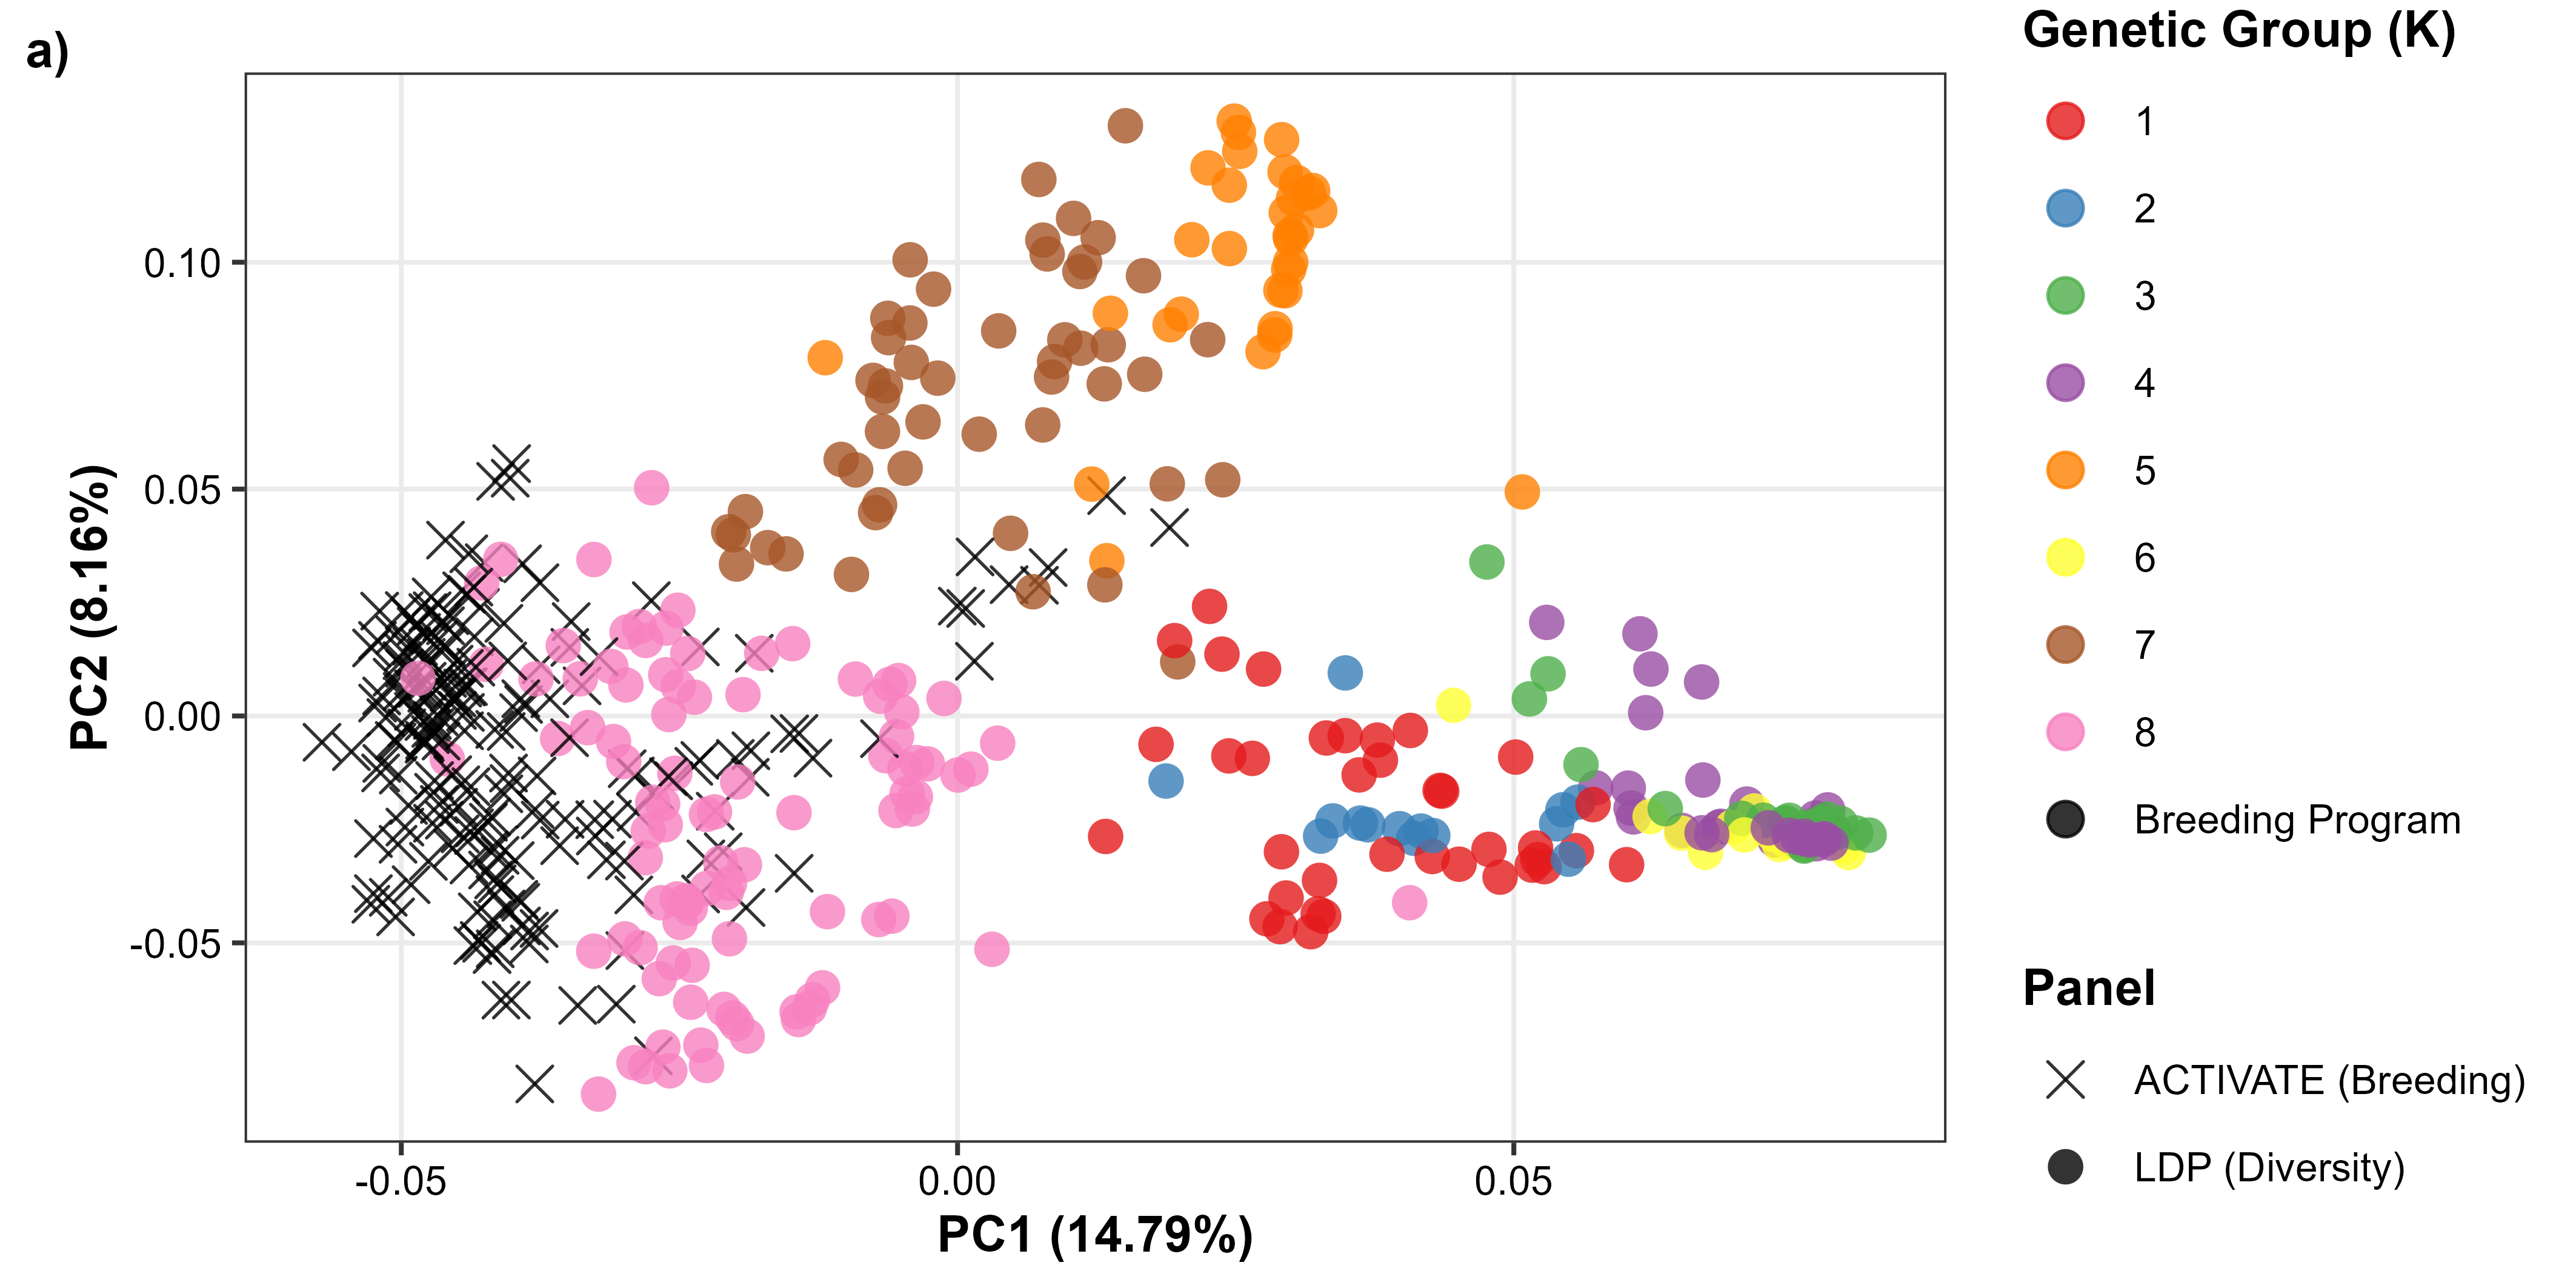 a)
Genetic Group (K)
1
2
3
4
5
6
7
8
Breeding Program
Panel
ACTIVATE (Breeding)
LDP (Diversity)
PC2 (8.16%)
0.10
0.05
0.00
-0.05
-0.05 0.00 0.05
PC1 (14.79%)